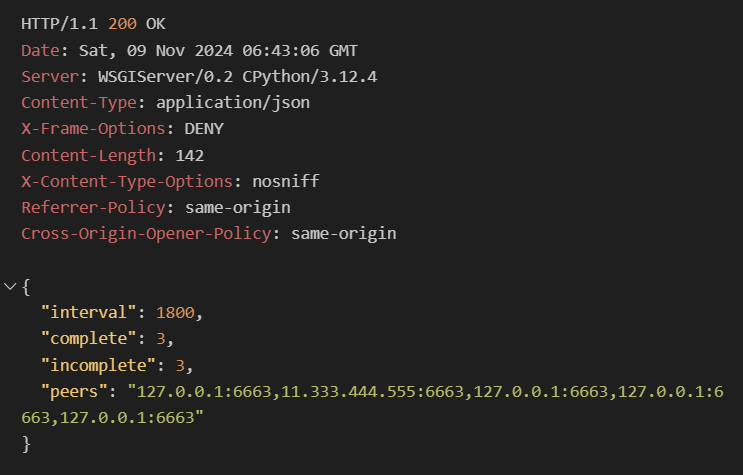 HTTP/1.1 200 OK
Date: Sat, 09 Nov 2024 06:43:06 GMT
Server: WSGIServer/0.2 CPython/3.12.4
Content-Type: application/json
X-Frame-Options: DENY
Content-Length: 142
X-Content-Type-Options: nosniff
Referrer-Policy: same-origin
Cross-Origin-Opener-Policy: same-origin

{
  "interval": 1800,
  "complete": 3,
  "incomplete": 3,
  "peers": "127.0.0.1:6663,11.333.444.555:6663,127.0.0.1:6663,127.0.0.1:6
663,127.0.0.1:6663"
}